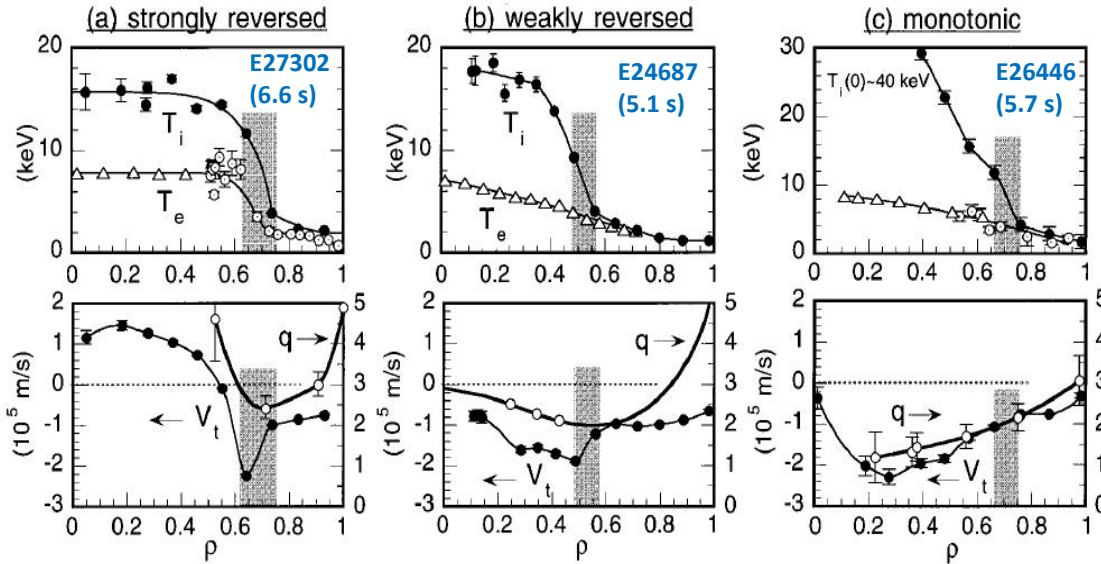 (a) strongly reversed
20
10
0
(keV)
E27302
(6.6 s)
T i
T e
0 0.2 0.4 0.6 0.8 1
2
1
0
-1
-2
-3
(10^5 m/s)
5
4
3
2
1
0
q →
← V t
0 0.2 0.4 0.6 0.8 1
ρ
(b) weakly reversed
20
10
0
(keV)
E24687
(5.1 s)
T i
T e
0 0.2 0.4 0.6 0.8 1
2
1
0
-1
-2
-3
(10^5 m/s)
5
4
3
2
1
0
q →
← V t
0 0.2 0.4 0.6 0.8 1
ρ
(c) monotonic
30
20
10
0
(keV)
T i (0)~40 keV
E26446
(5.7 s)
0 0.2 0.4 0.6 0.8 1
2
1
0
-1
-2
-3
(10^5 m/s)
5
4
3
2
1
0
q →
← V t
0 0.2 0.4 0.6 0.8 1
ρ